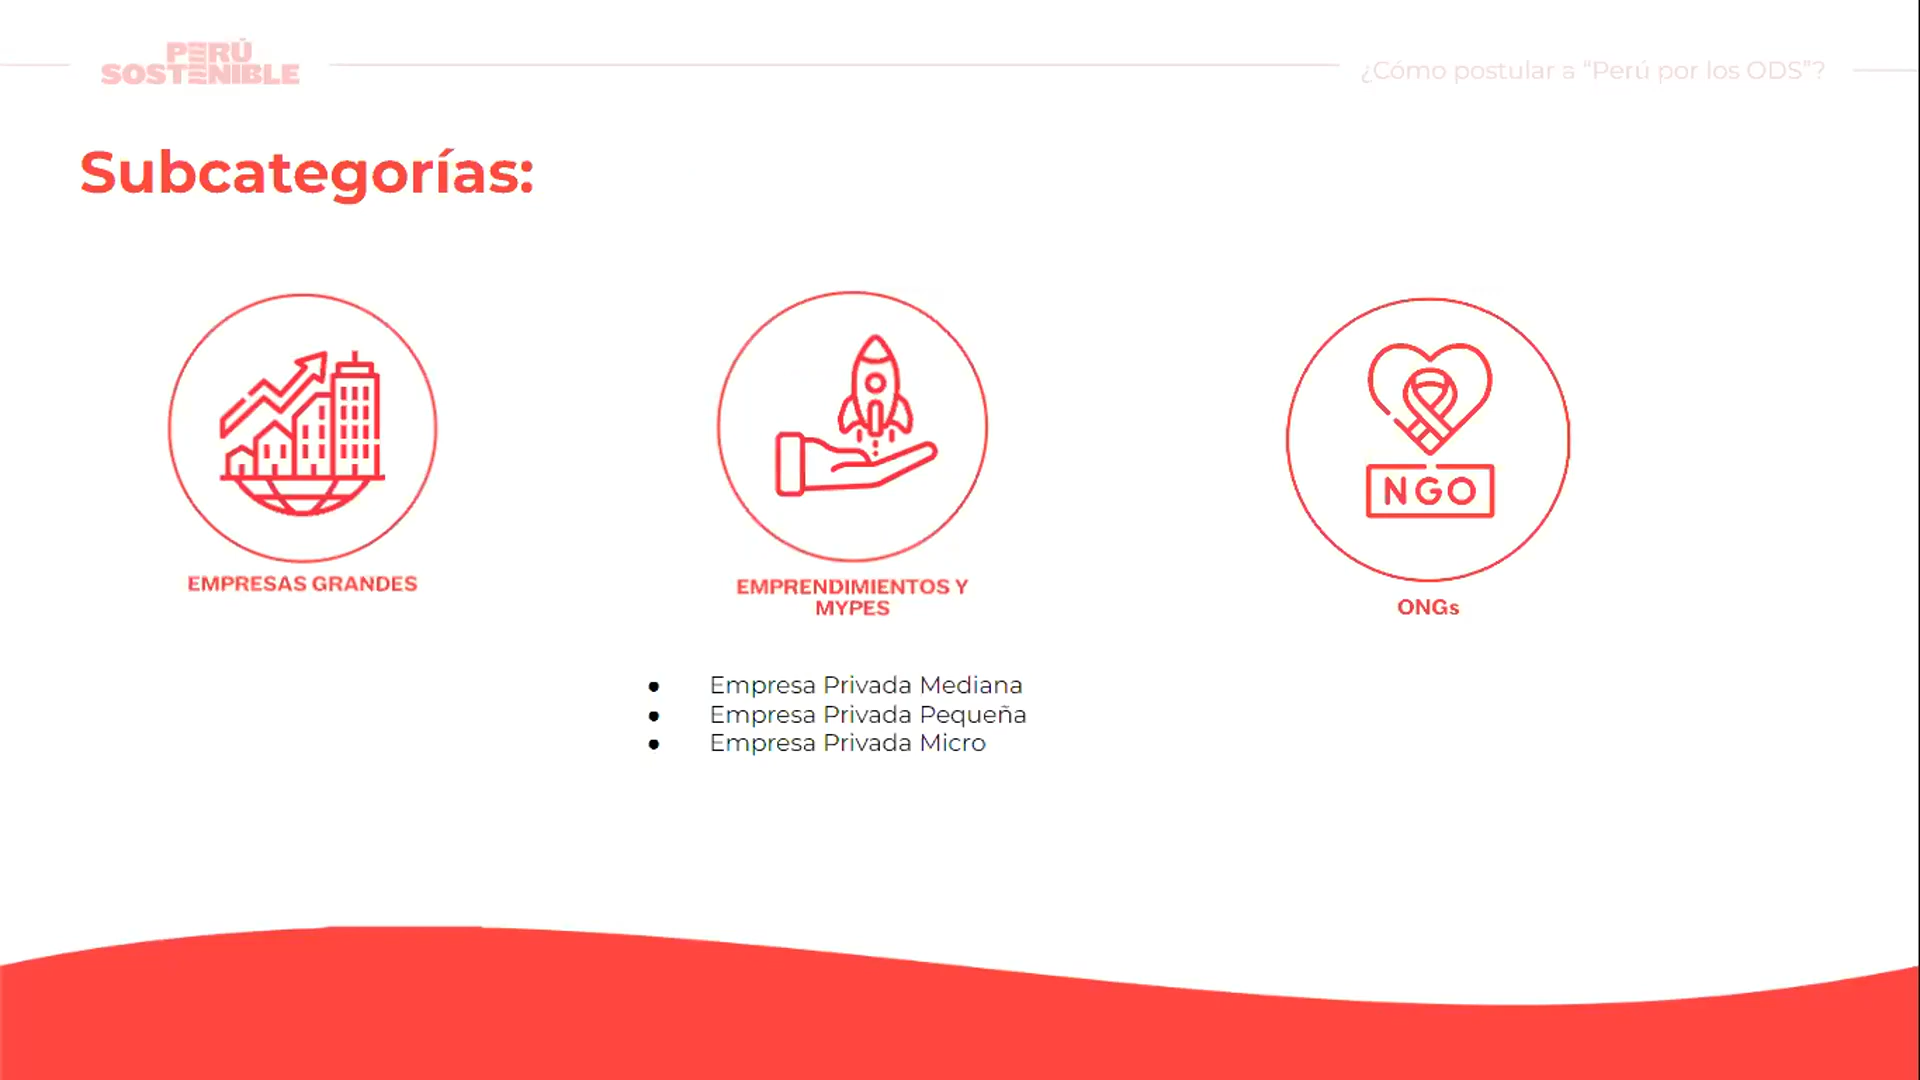 PERÚ
SOSTENIBLE
¿Cómo postular a “Perú por los ODS”?
Subcategorías:
EMPRESAS GRANDES
EMPRENDIMIENTOS Y
MYPES
NGO
ONGs
● Empresa Privada Mediana
● Empresa Privada Pequeña
● Empresa Privada Micro